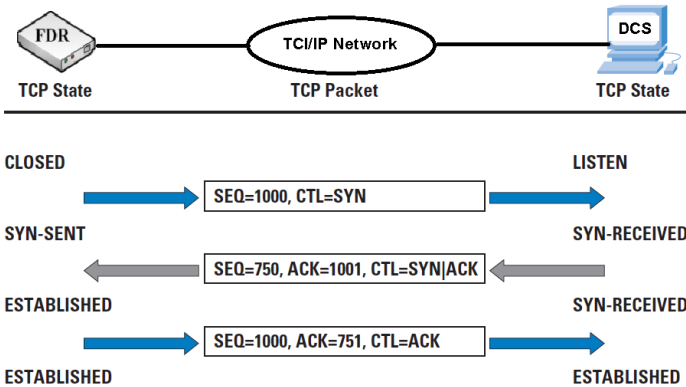 FDR
TCI/IP Network
DCS
TCP State
TCP Packet
TCP State
CLOSED
LISTEN
SEQ=1000, CTL=SYN
SYN-SENT
SYN-RECEIVED
SEQ=750, ACK=1001, CTL=SYN|ACK
ESTABLISHED
SYN-RECEIVED
SEQ=1000, ACK=751, CTL=ACK
ESTABLISHED
ESTABLISHED